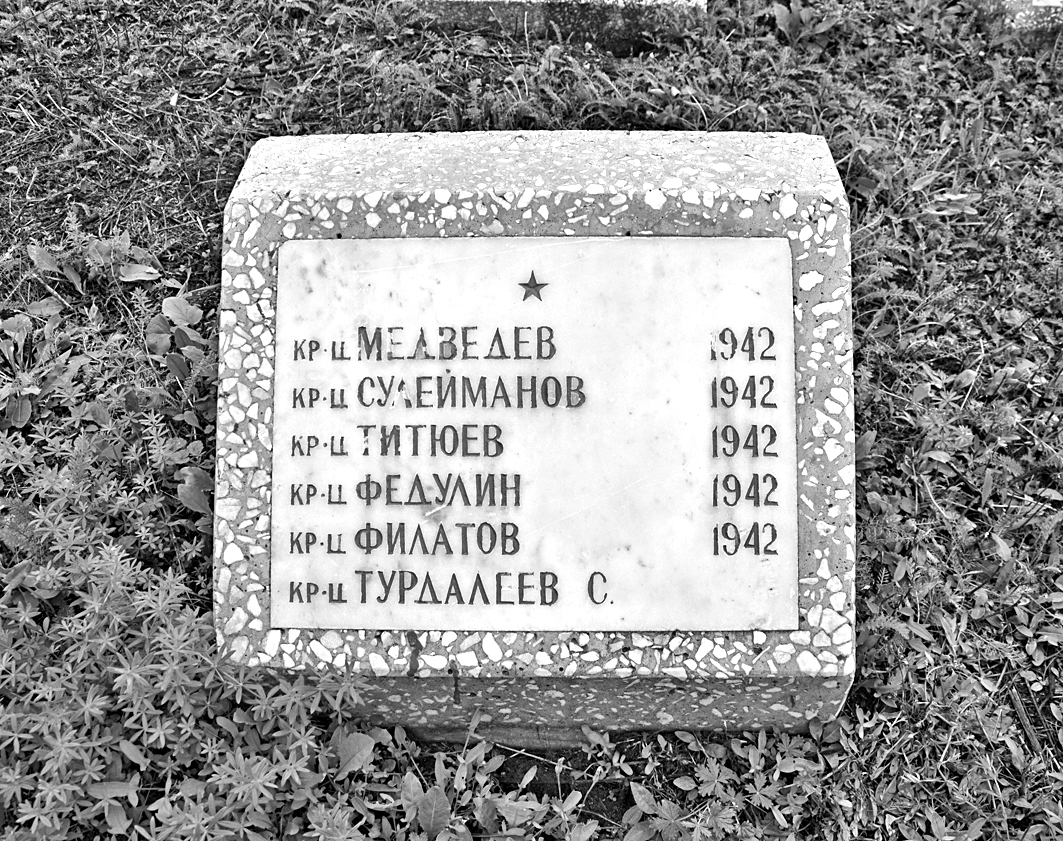 КР-Ц МЕДВЕДЕВ 1942
КР-Ц СУЛЕЙМАНОВ 1942
КР-Ц ТИТЮЕВ 1942
КР-Ц ФЕДУЛИН 1942
КР-Ц ФИЛАТОВ 1942
КР-Ц ТУРДАЛЕЕВ С.